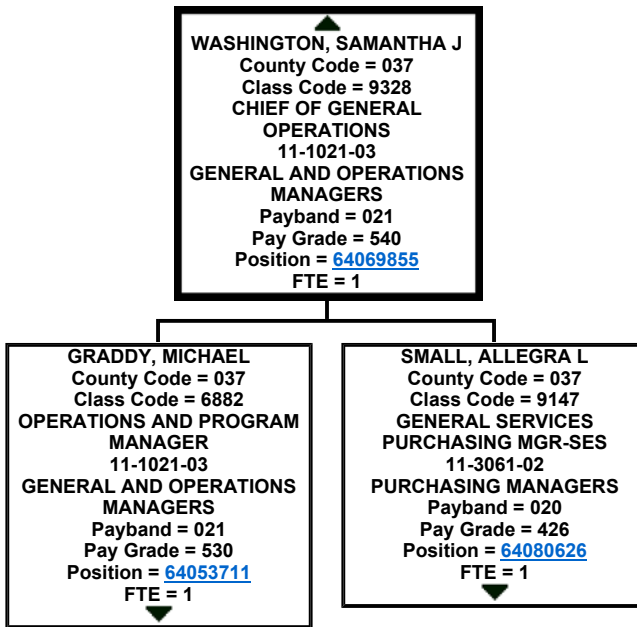 WASHINGTON, SAMANTHA J
County Code = 037
Class Code = 9328
CHIEF OF GENERAL
OPERATIONS
11-1021-03
GENERAL AND OPERATIONS
MANAGERS
Payband = 021
Pay Grade = 540
Position = 64069855
FTE = 1
GRADDY, MICHAEL
County Code = 037
Class Code = 6882
OPERATIONS AND PROGRAM
MANAGER
11-1021-03
GENERAL AND OPERATIONS
MANAGERS
Payband = 021
Pay Grade = 530
Position = 64053711
FTE = 1
SMALL, ALLEGRA L
County Code = 037
Class Code = 9147
GENERAL SERVICES
PURCHASING MGR-SES
11-3061-02
PURCHASING MANAGERS
Payband = 020
Pay Grade = 426
Position = 64080626
FTE = 1